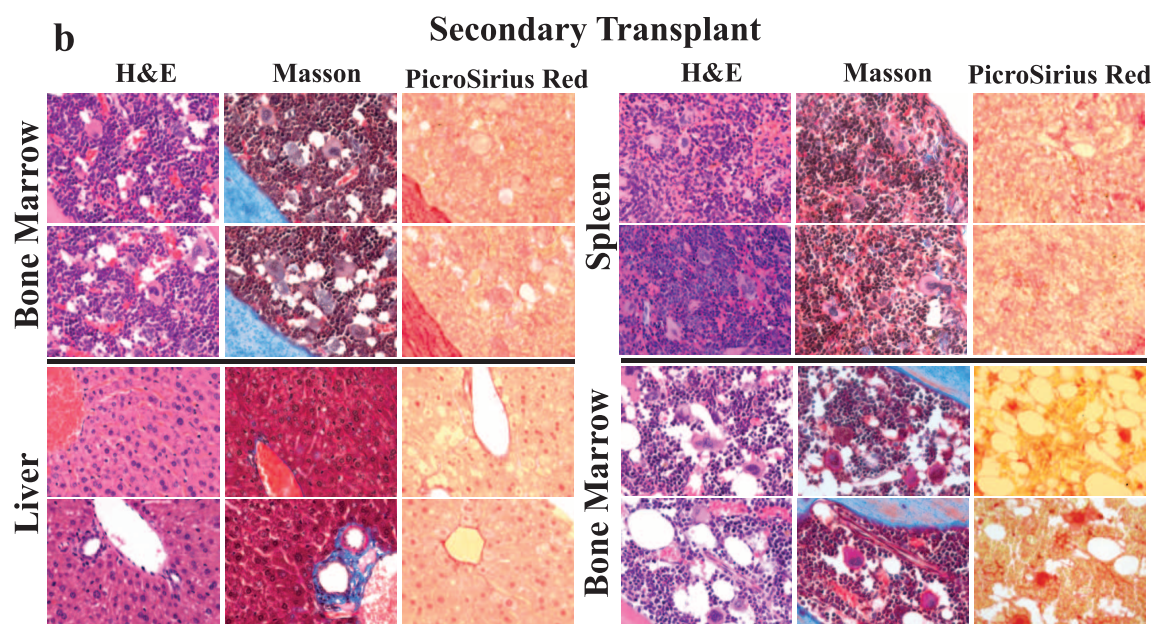 b
Secondary Transplant
H&E Masson PicroSirius Red
H&E Masson PicroSirius Red
Bone Marrow
Spleen
Liver
Bone Marrow